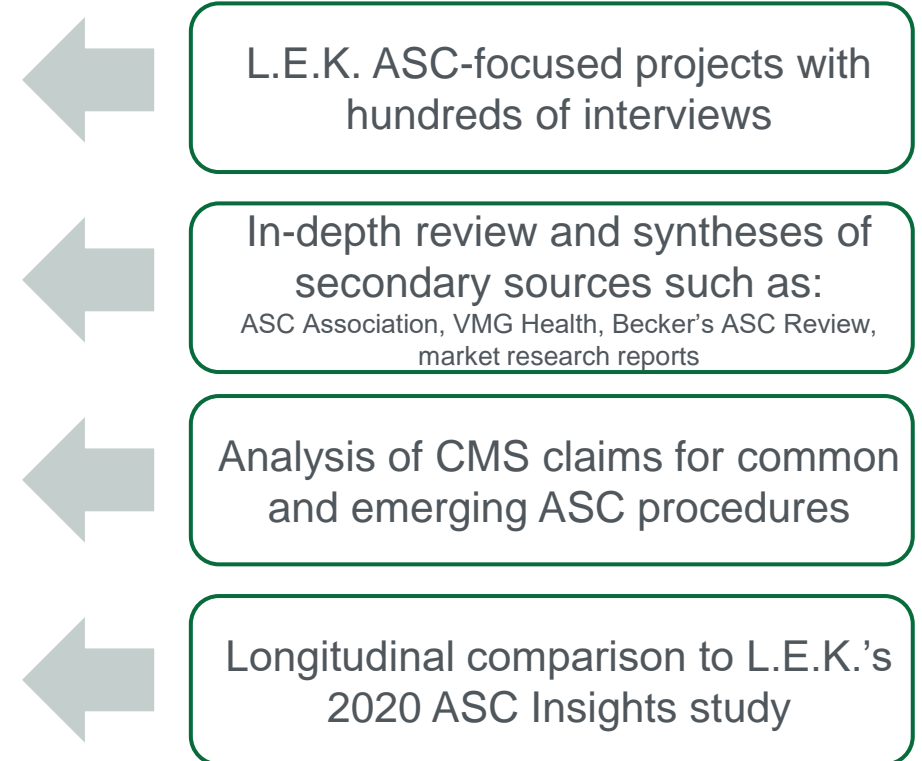 L.E.K. ASC-focused projects with
hundreds of interviews
In-depth review and syntheses of
secondary sources such as:
ASC Association, VMG Health, Becker’s ASC Review,
market research reports
Analysis of CMS claims for common
and emerging ASC procedures
Longitudinal comparison to L.E.K.’s
2020 ASC Insights study